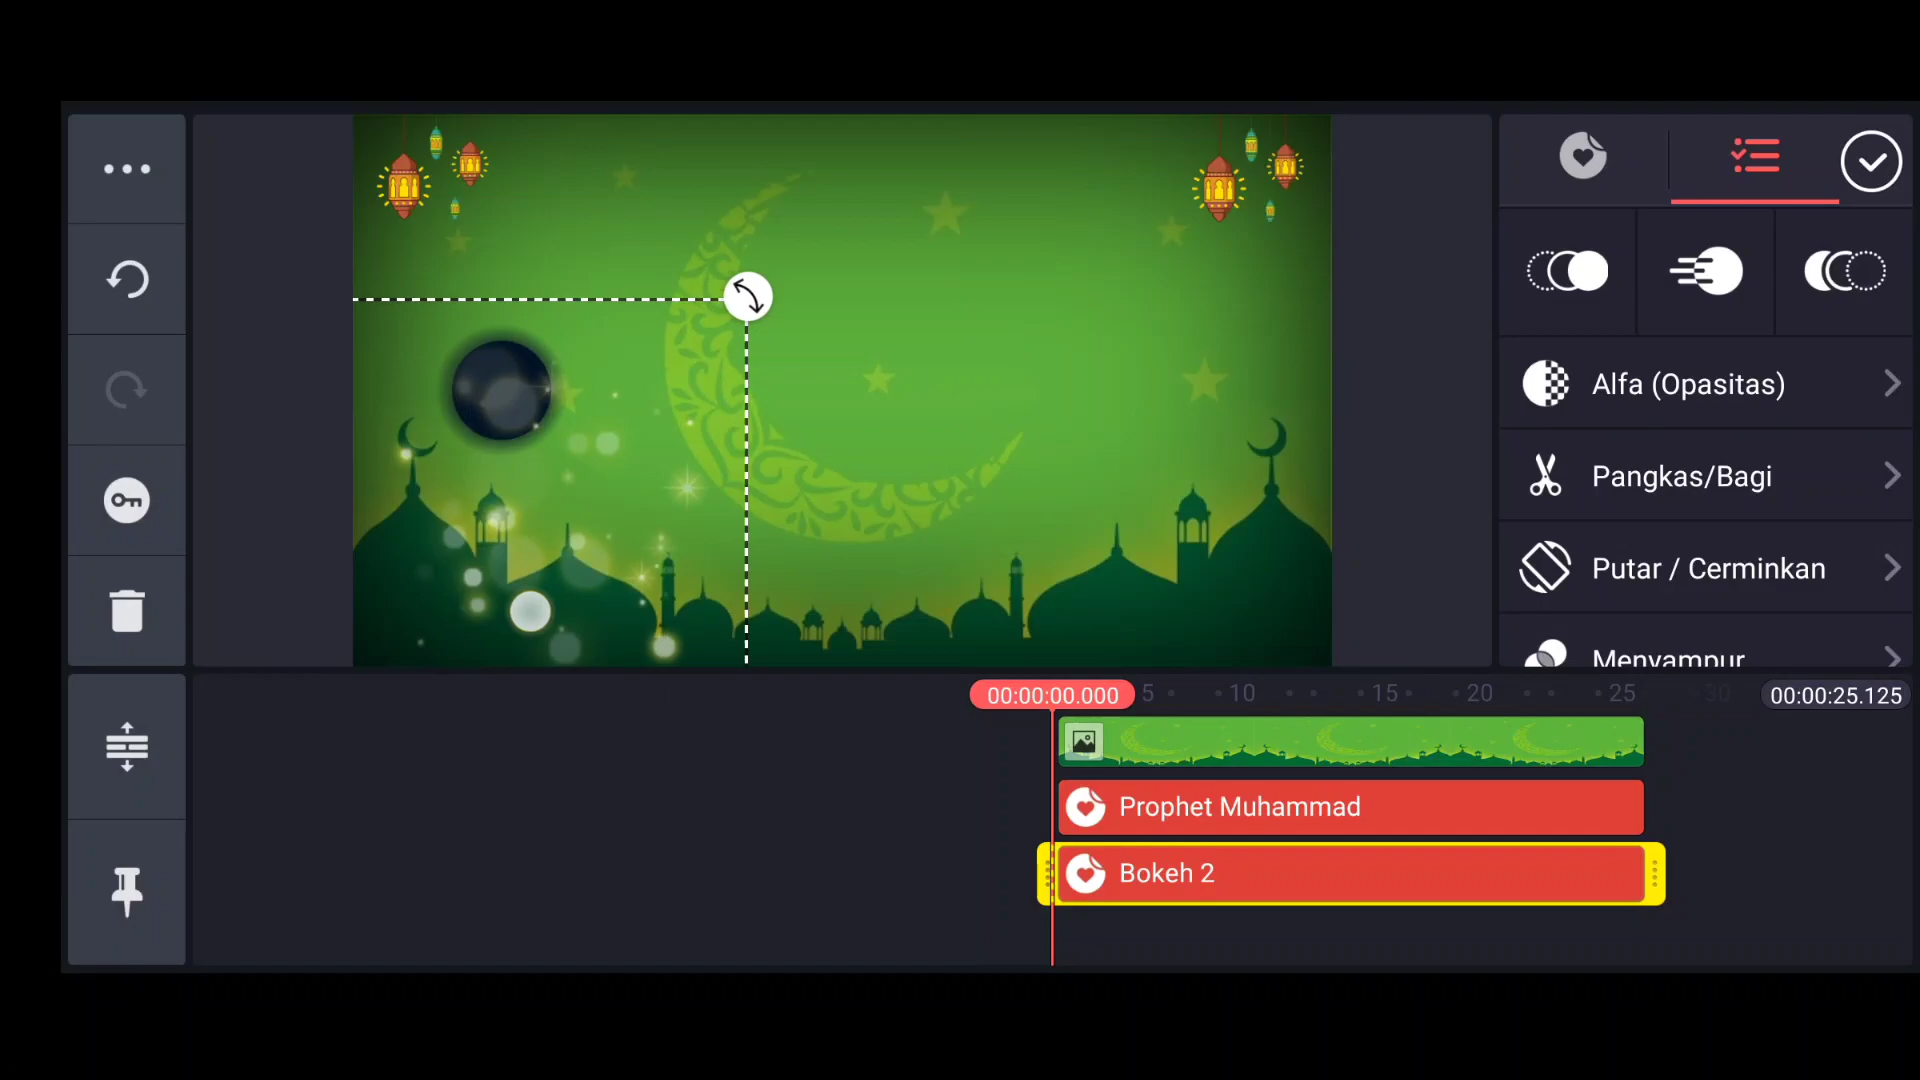 Alfa (Opasitas)
Pangkas/Bagi
Putar / Cerminkan
Menyampur
00:00:00.000 5 10 15 20 25 30 00:00:25.125
Prophet Muhammad
Bokeh 2